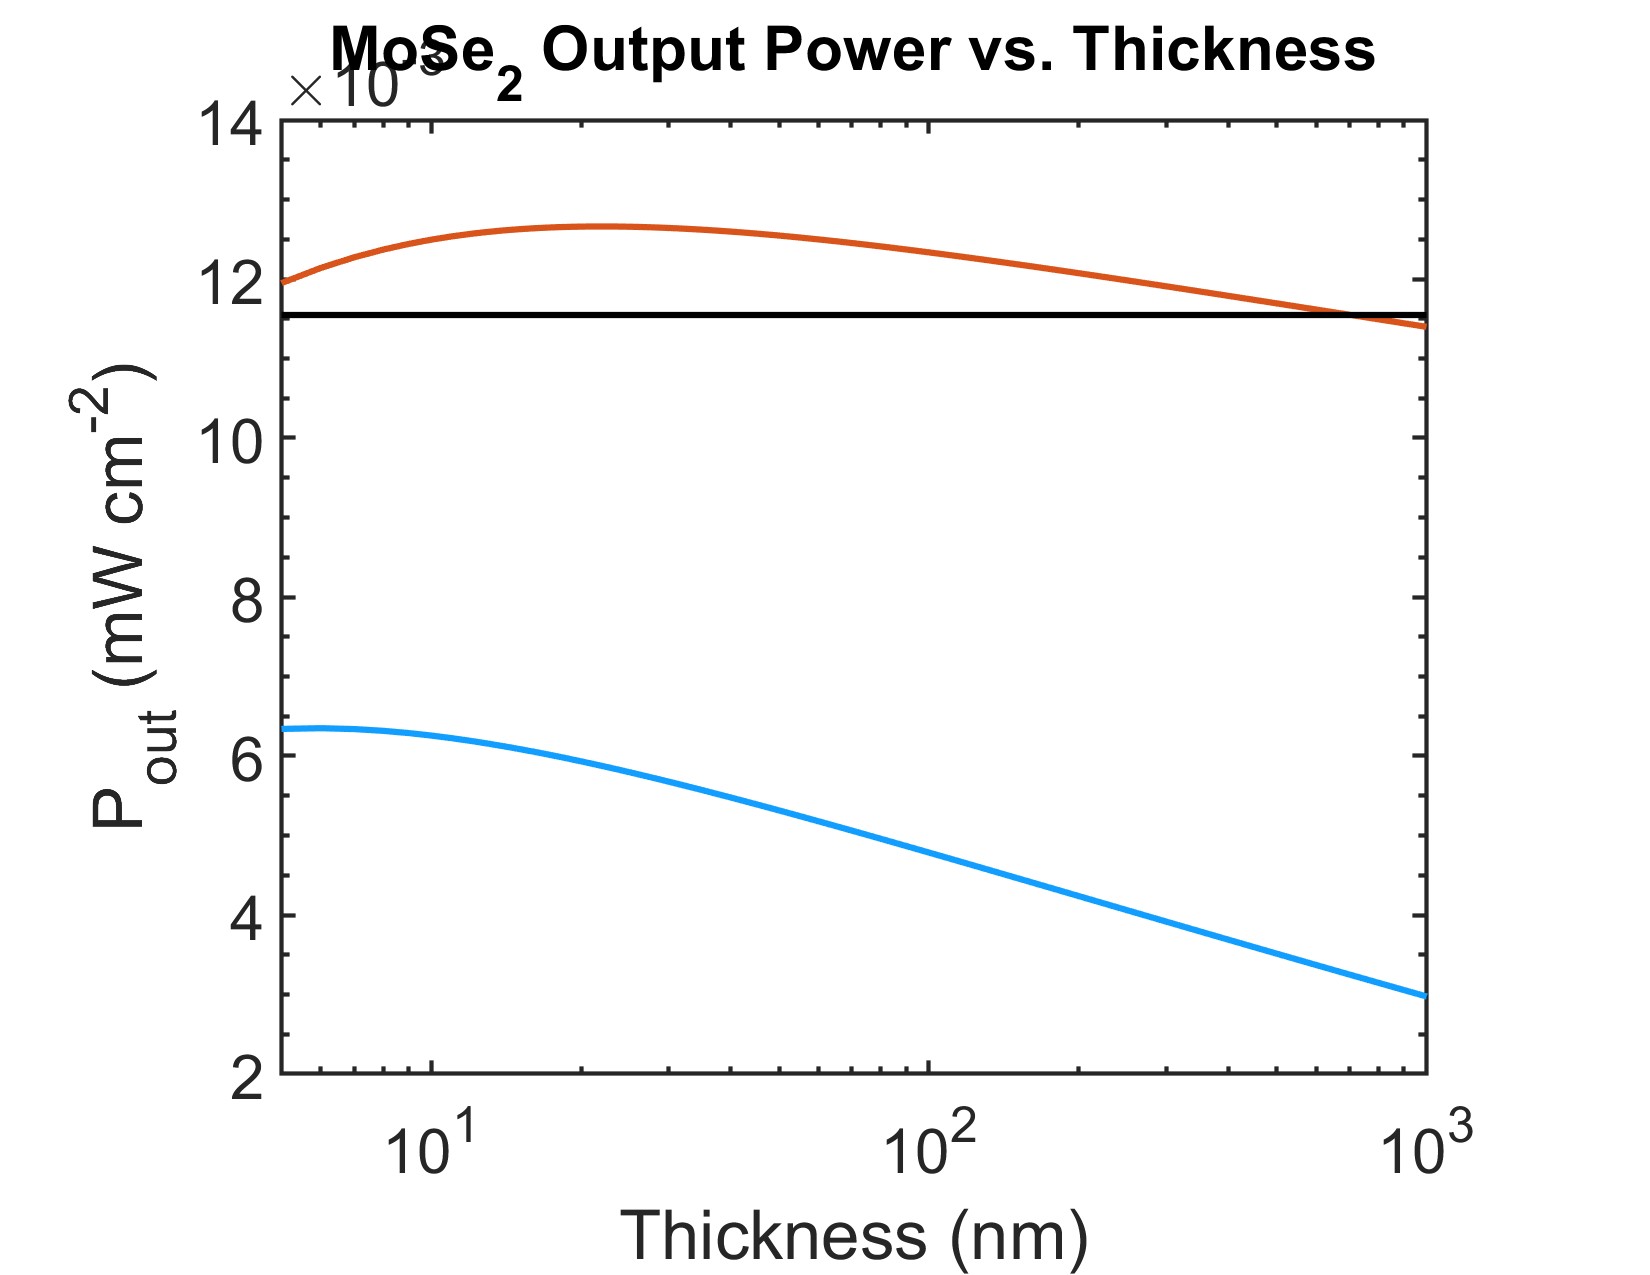 MoSe₂ Output Power vs. Thickness
×10⁻³
14
12
10
8
6
4
2
P_out (mW cm⁻²)
10¹ 10² 10³
Thickness (nm)